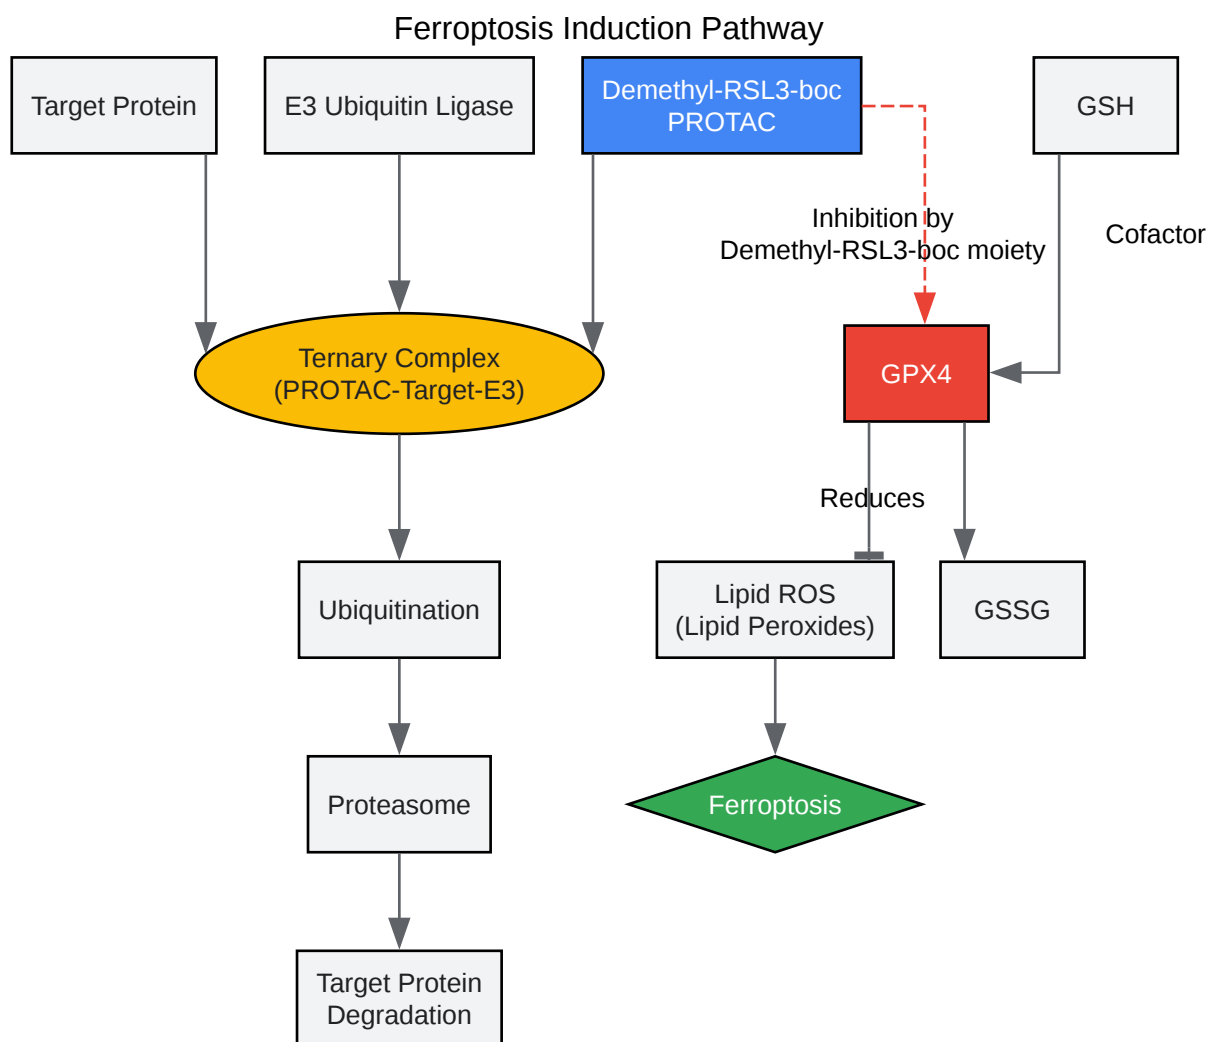 Ferroptosis Induction Pathway
Target Protein
E3 Ubiquitin Ligase
Demethyl-RSL3-boc
PROTAC
GSH
Inhibition by
Demethyl-RSL3-boc moiety
Cofactor
Ternary Complex
(PROTAC-Target-E3)
GPX4
Reduces
Ubiquitination
Lipid ROS
(Lipid Peroxides)
GSSG
Proteasome
Ferroptosis
Target Protein
Degradation